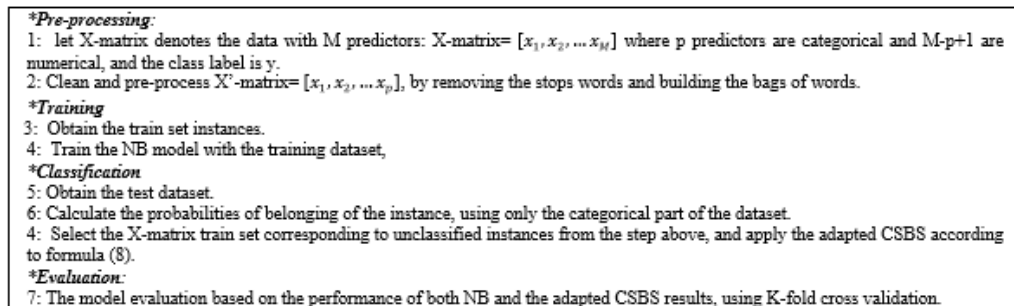 *Pre-processing:
1: let X-matrix denotes the data with M predictors: X-matrix= [x₁, x₂, ... x_M] where p predictors are categorical and M-p+1 are
numerical, and the class label is y.
2: Clean and pre-process X'-matrix= [x₁, x₂, ... x_p], by removing the stops words and building the bags of words.
*Training
3: Obtain the train set instances.
4: Train the NB model with the training dataset,
*Classification
5: Obtain the test dataset.
6: Calculate the probabilities of belonging of the instance, using only the categorical part of the dataset.
4: Select the X-matrix train set corresponding to unclassified instances from the step above, and apply the adapted CSBS according
to formula (8).
*Evaluation:
7: The model evaluation based on the performance of both NB and the adapted CSBS results, using K-fold cross validation.